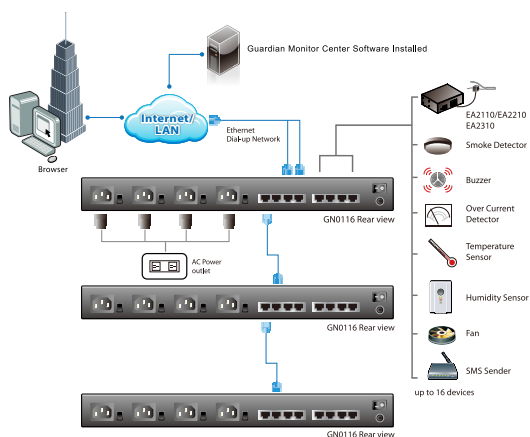 Guardian Monitor Center Software Installed
Internet/
LAN
Ethernet
Dial-up Network
Browser
EA2110/EA2210
EA2310
Smoke Detector
Buzzer
Over Current
Detector
Temperature
Sensor
Humidity Sensor
Fan
SMS Sender
up to 16 devices
GN0116 Rear view
AC Power
outlet
GN0116 Rear view
GN0116 Rear view